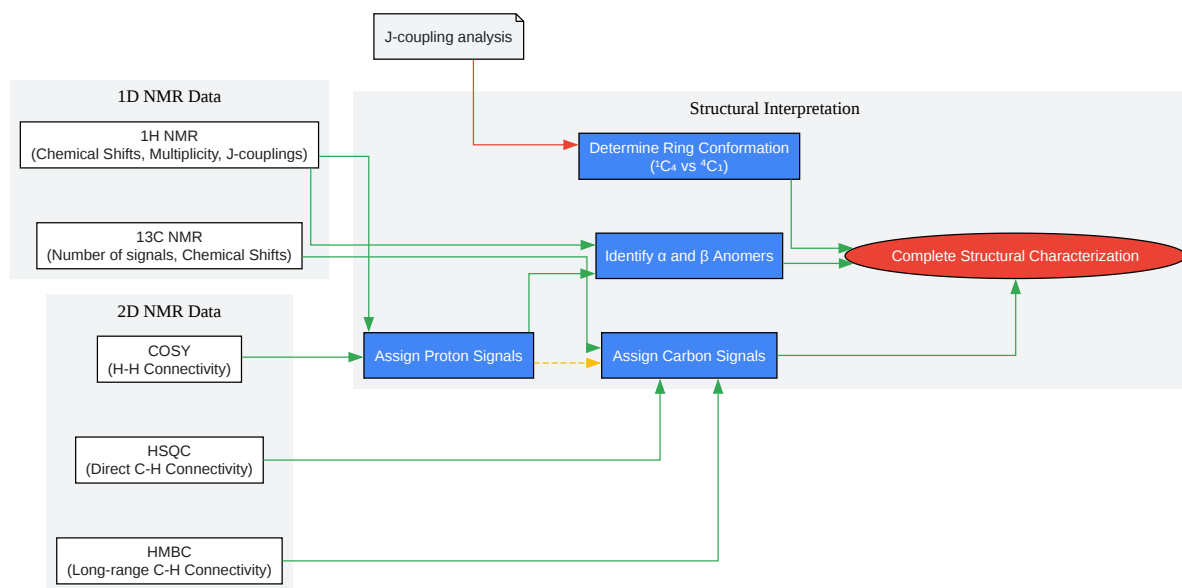 J-coupling analysis
1D NMR Data
1H NMR
(Chemical Shifts, Multiplicity, J-couplings)
13C NMR
(Number of signals, Chemical Shifts)
2D NMR Data
COSY
(H-H Connectivity)
HSQC
(Direct C-H Connectivity)
HMBC
(Long-range C-H Connectivity)
Structural Interpretation
Determine Ring Conformation
(¹C₄ vs ⁴C₁)
Identify α and β Anomers
Assign Proton Signals
Assign Carbon Signals
Complete Structural Characterization